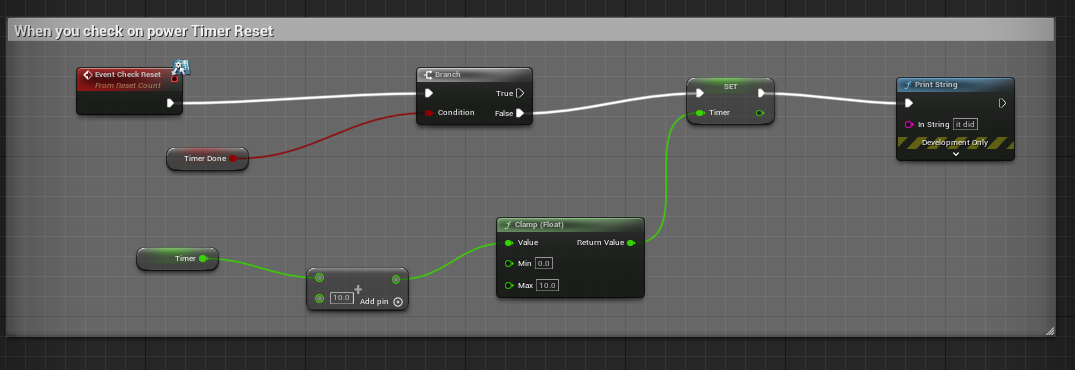 When you check on power Timer Reset
Event Check Reset
From Reset Count
Branch
True
Condition
False
SET
Timer
Print String
In String it did
Development Only
Timer Done
Clamp (Float)
Value
Return Value
Min 0.0
Max 10.0
Timer
+
10.0
Add pin